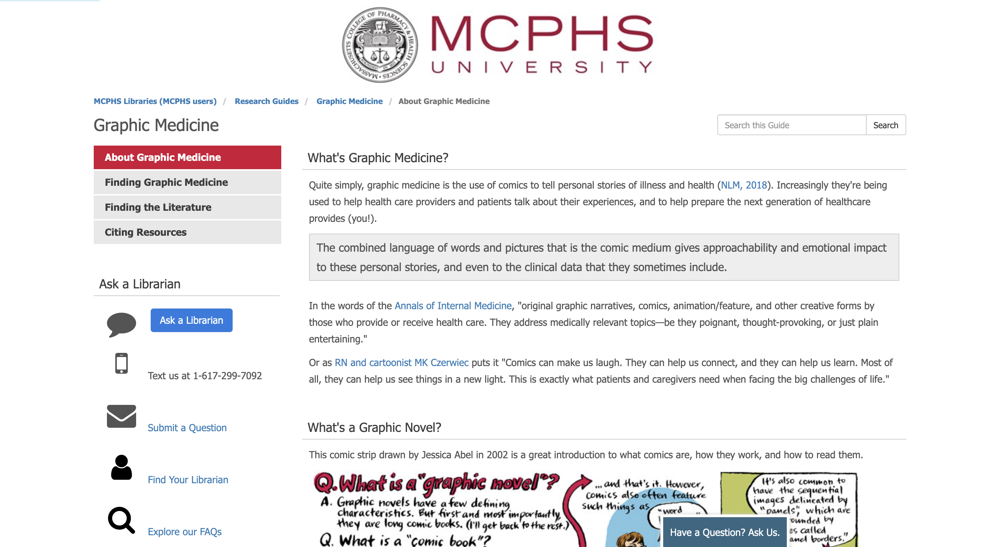 MASSACHUSETTS COLLEGE OF PHARMACY & HEALTH SCIENCES •
FOUNDED IN 1823
MCPHS
UNIVERSITY
MCPHS Libraries (MCPHS users) / Research Guides / Graphic Medicine / About Graphic Medicine
Graphic Medicine
Search this Guide
Search
About Graphic Medicine
Finding Graphic Medicine
Finding the Literature
Citing Resources
Ask a Librarian
Ask a Librarian
Text us at 1-617-299-7092
Submit a Question
Find Your Librarian
Explore our FAQs
What's Graphic Medicine?
Quite simply, graphic medicine is the use of comics to tell personal stories of illness and health (NLM, 2018). Increasingly they're being
used to help health care providers and patients talk about their experiences, and to help prepare the next generation of healthcare
provides (you!).
The combined language of words and pictures that is the comic medium gives approachability and emotional impact
to these personal stories, and even to the clinical data that they sometimes include.
In the words of the Annals of Internal Medicine, "original graphic narratives, comics, animation/feature, and other creative forms by
those who provide or receive health care. They address medically relevant topics—be they poignant, thought-provoking, or just plain
entertaining."
Or as RN and cartoonist MK Czerwiec puts it "Comics can make us laugh. They can help us connect, and they can help us learn. Most of
all, they can help us see things in a new light. This is exactly what patients and caregivers need when facing the big challenges of life."
What's a Graphic Novel?
This comic strip drawn by Jessica Abel in 2002 is a great introduction to what comics are, how they work, and how to read them.
Q. What is a "graphic novel"?
A. Graphic novels have a few defining
characteristics. But first and most importantly,
they are long comic books. (I'll get back to the rest.)
Q. What is a "comic book"?
...and that's it. However,
comics also often feature
such things as
"word
It's also common to
have the sequential
images delineated by
"panels", which are
ounded by
es called
anel borders."
Have a Question? Ask Us.